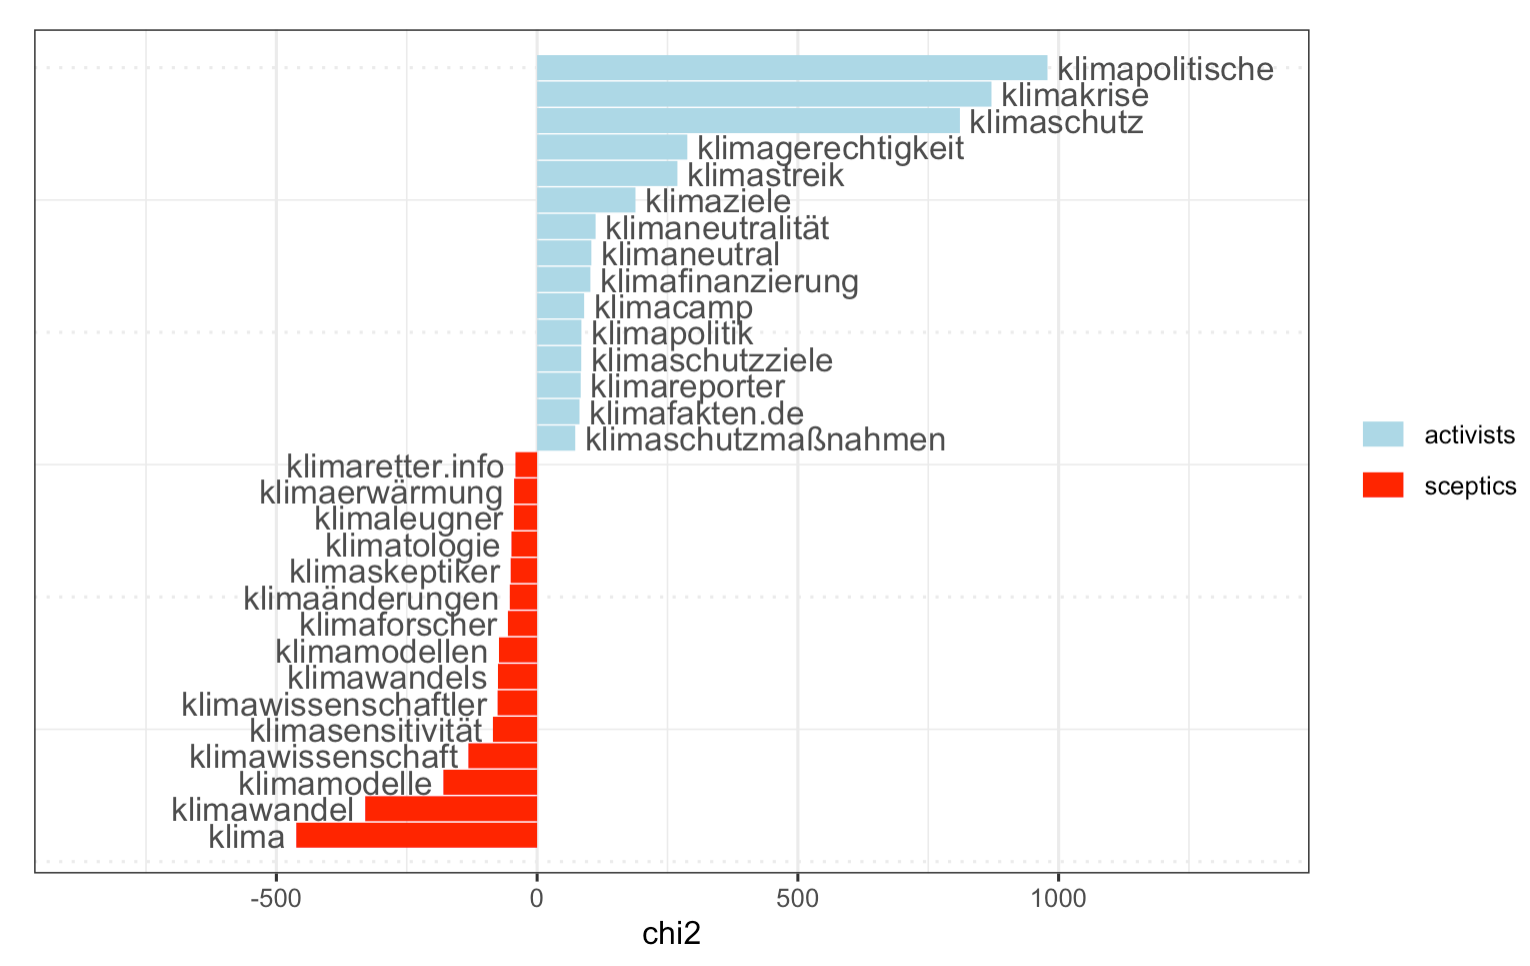 klimapolitische
klimakrise
klimaschutz
klimagerechtigkeit
klimastreik
klimaziele
klimaneutralität
klimaneutral
klimafinanzierung
klimacamp
klimapolitik
klimaschutzziele
klimareporter
klimafakten.de
klimaschutzmaßnahmen
klimaretter.info
klimaerwärmung
klimaleugner
klimatologie
klimaskeptiker
klimaänderungen
klimaforscher
klimamodellen
klimawandels
klimawissenschaftler
klimasensitivität
klimawissenschaft
klimamodelle
klimawandel
klima
-500 0 500 1000
chi2
activists
sceptics